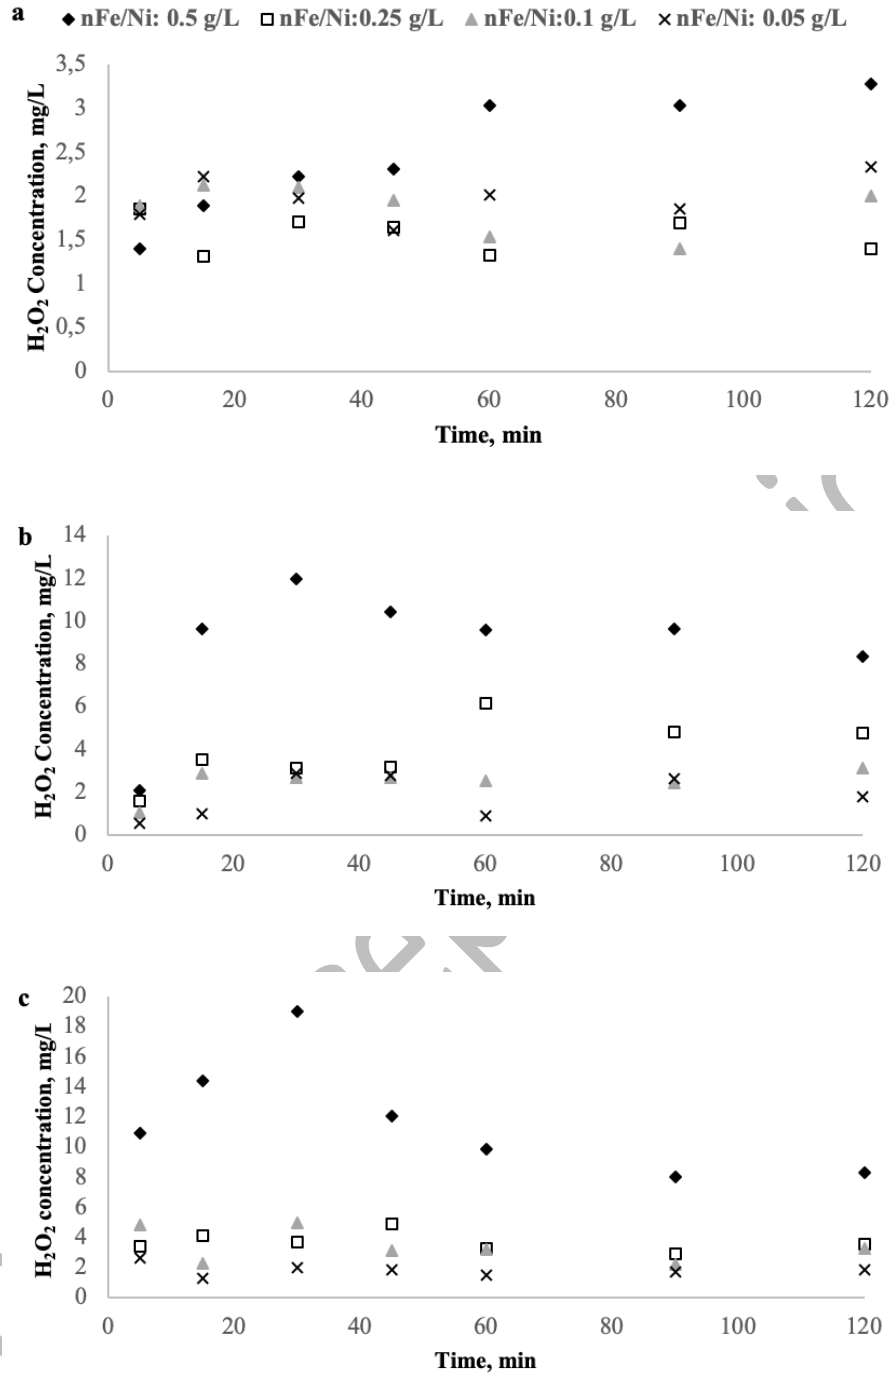 a
nFe/Ni: 0.5 g/L nFe/Ni:0.25 g/L nFe/Ni:0.1 g/L nFe/Ni: 0.05 g/L
H₂O₂ Concentration, mg/L
3,5
3
2,5
2
1,5
1
0,5
0
0 20 40 60 80 100 120
Time, min
b
H₂O₂ Concentration, mg/L
14
12
10
8
6
4
2
0
0 20 40 60 80 100 120
Time, min
c
H₂O₂ concentration, mg/l
20
18
16
14
12
10
8
6
4
2
0
0 20 40 60 80 100 120
Time, min